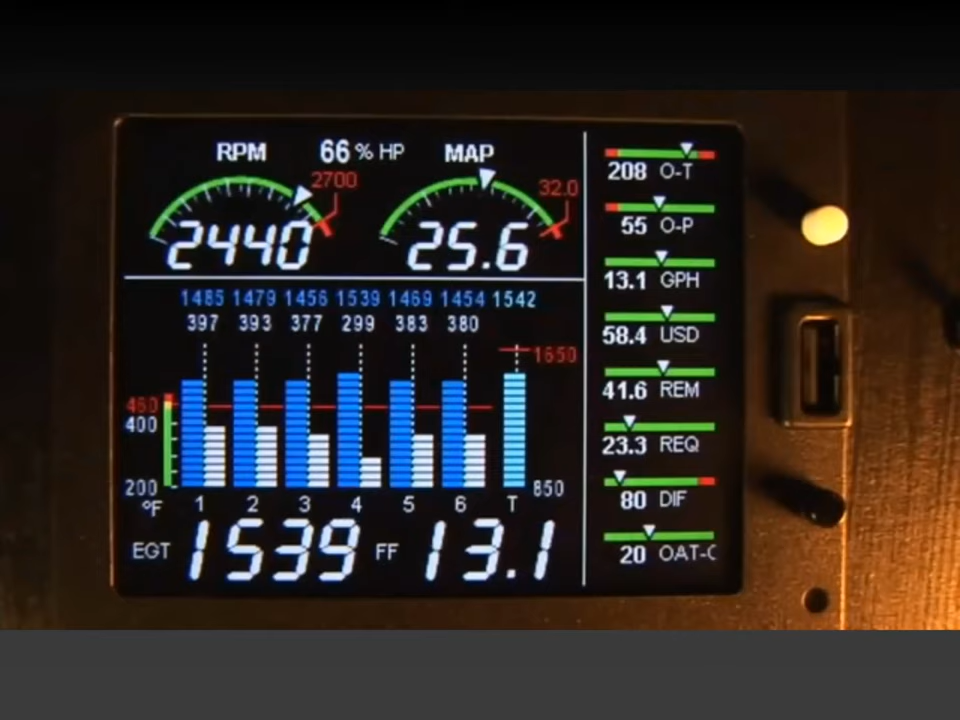 RPM 66 % HP MAP
2700 32.0
2440 25.6
1485 1479 1456 1539 1469 1454 1542
397 393 377 299 383 380
1650
460
400
200 850
°F 1 2 3 4 5 6 T
EGT 1539 FF 13.1
208 O-T
55 O-P
13.1 GPH
58.4 USD
41.6 REM
23.3 REQ
80 DIF
20 OAT-C